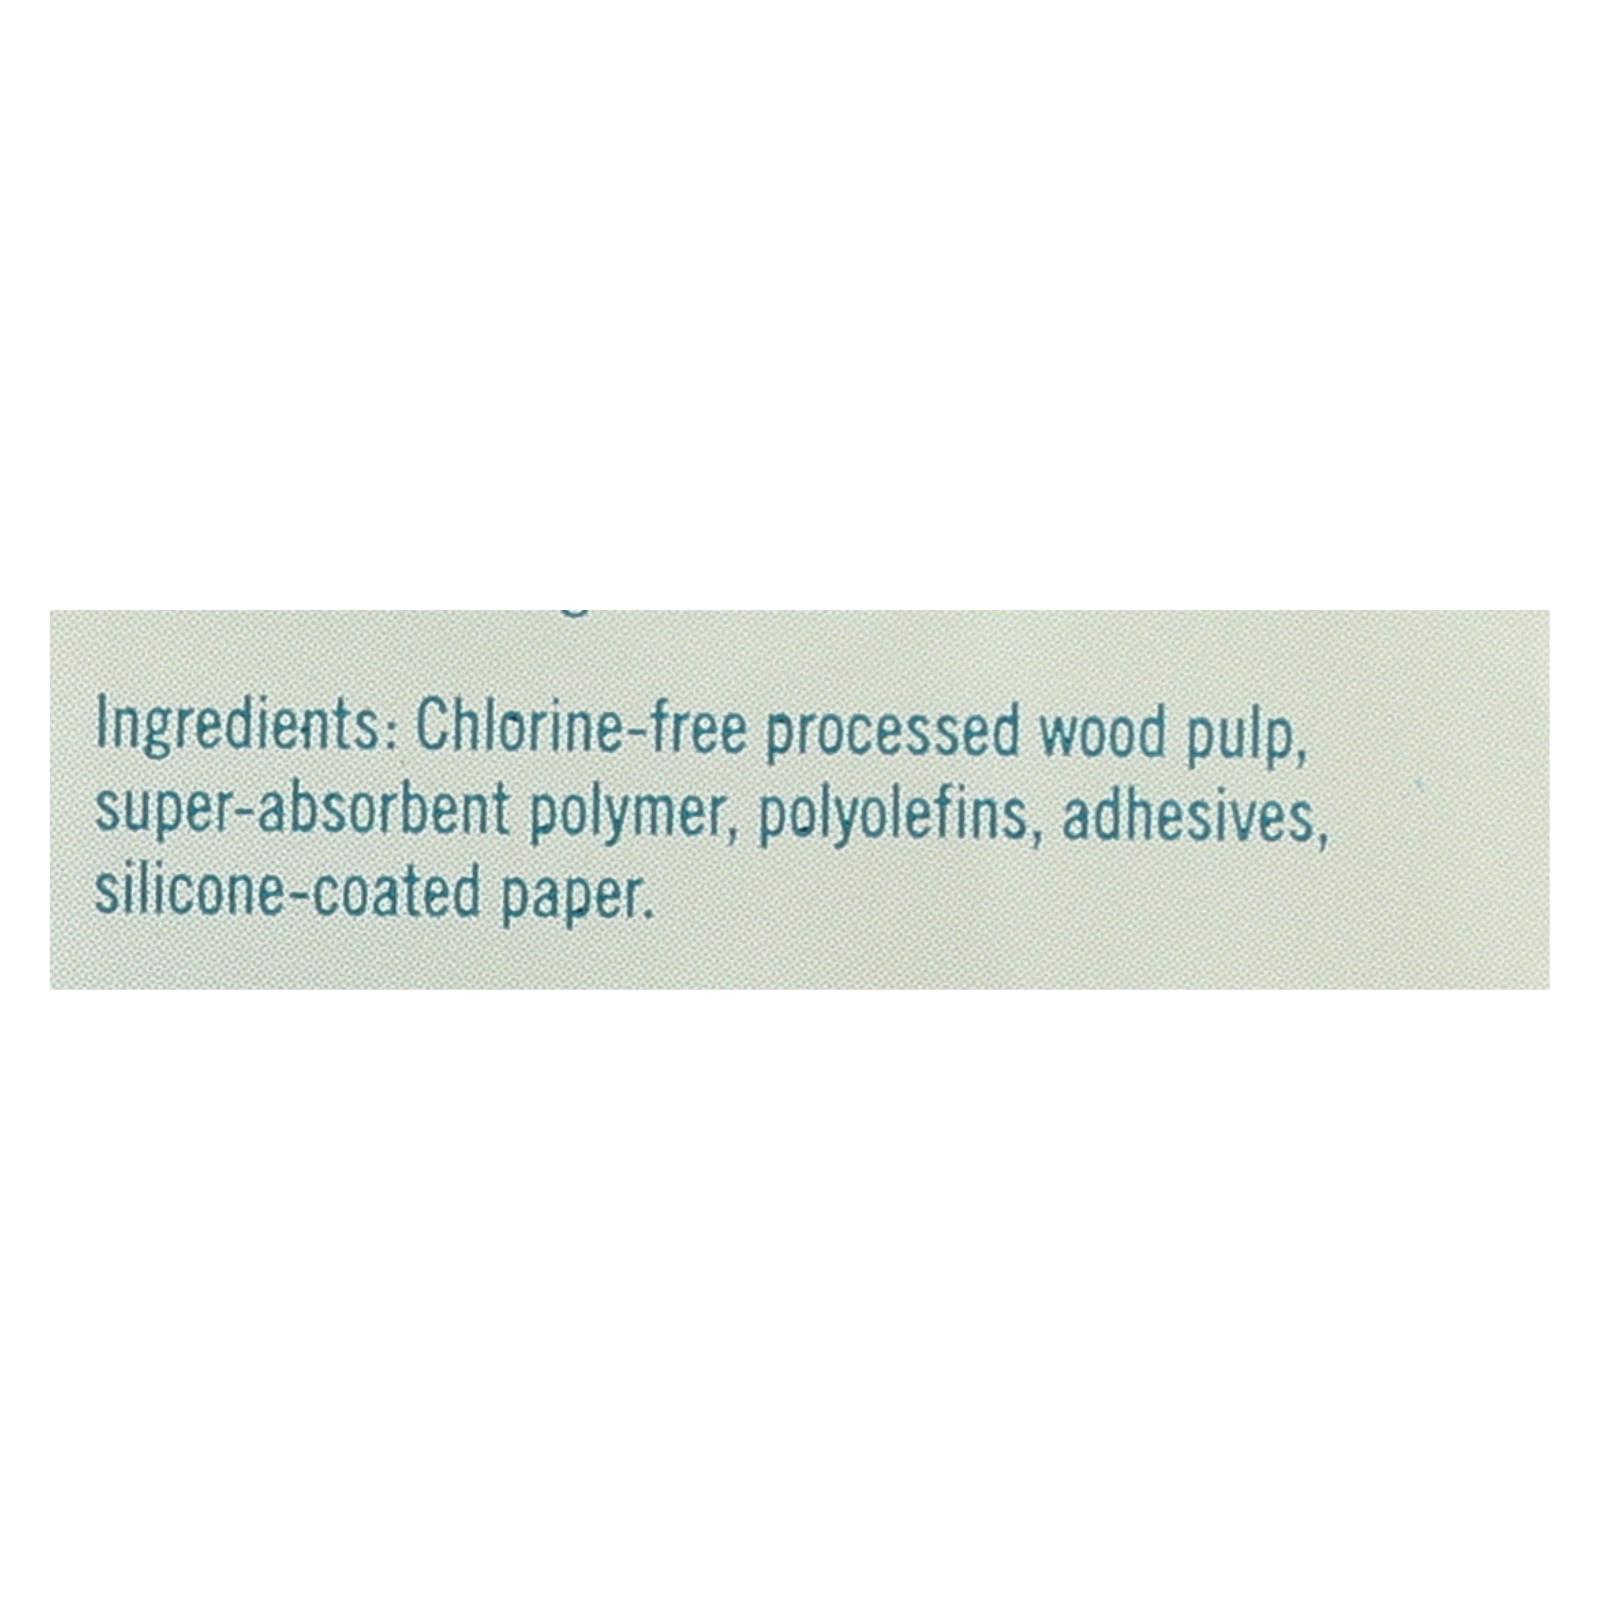 Ingredients: Chlorine-free processed wood pulp,
super-absorbent polymer, polyolefins, adhesives,
silicone-coated paper.